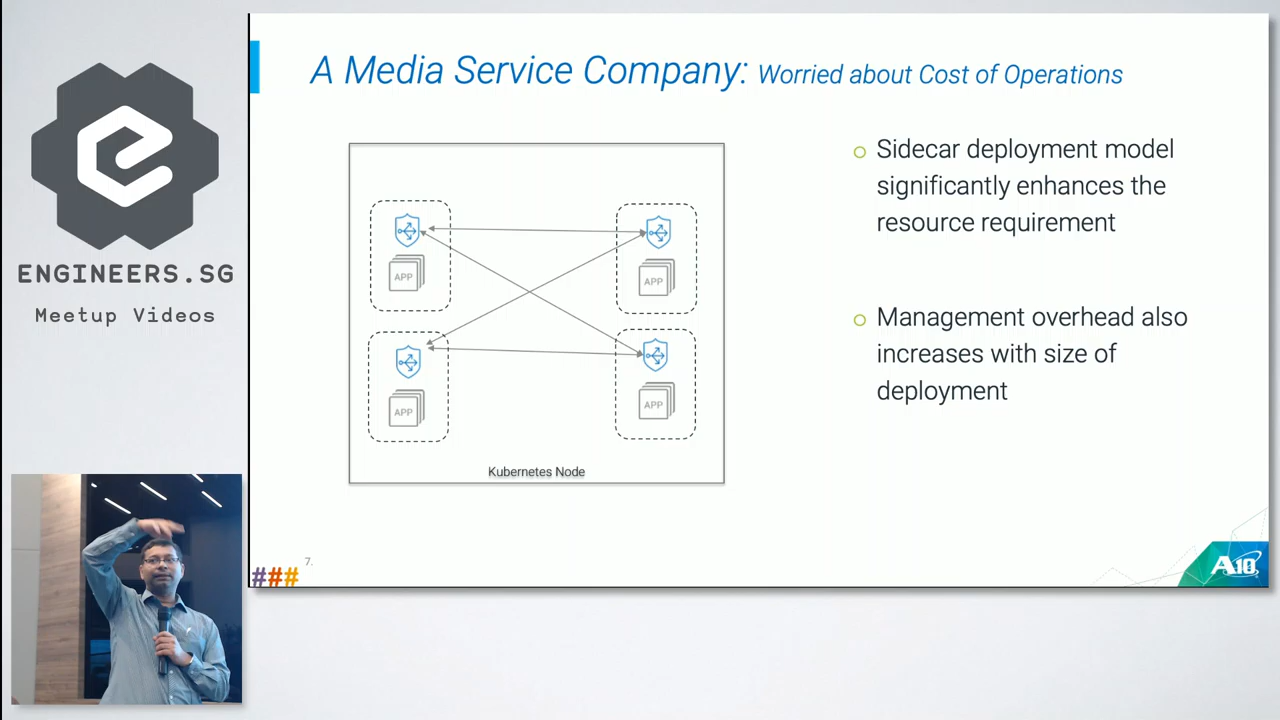 ENGINEERS.SG
Meetup Videos
A Media Service Company: Worried about Cost of Operations
APP
APP
APP
APP
Kubernetes Node
Sidecar deployment model
significantly enhances the
resource requirement
Management overhead also
increases with size of
deployment
7.
###
A10